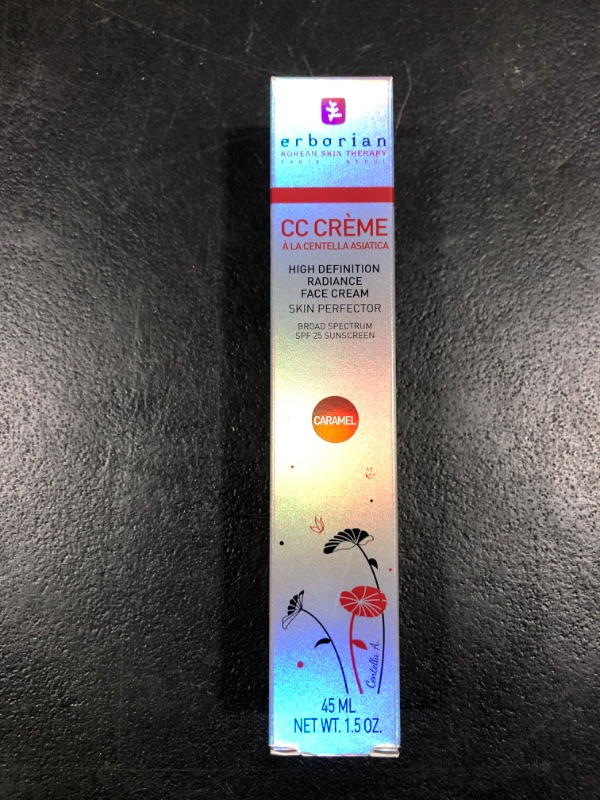 erborian
KOREAN SKIN THERAPY
PARIS SEOUL
CC CRÈME
À LA CENTELLA ASIATICA
HIGH DEFINITION
RADIANCE
FACE CREAM
SKIN PERFECTOR
BROAD SPECTRUM
SPF 25 SUNSCREEN
CARAMEL
Centella A.
45 ML
NET WT. 1.5 OZ.